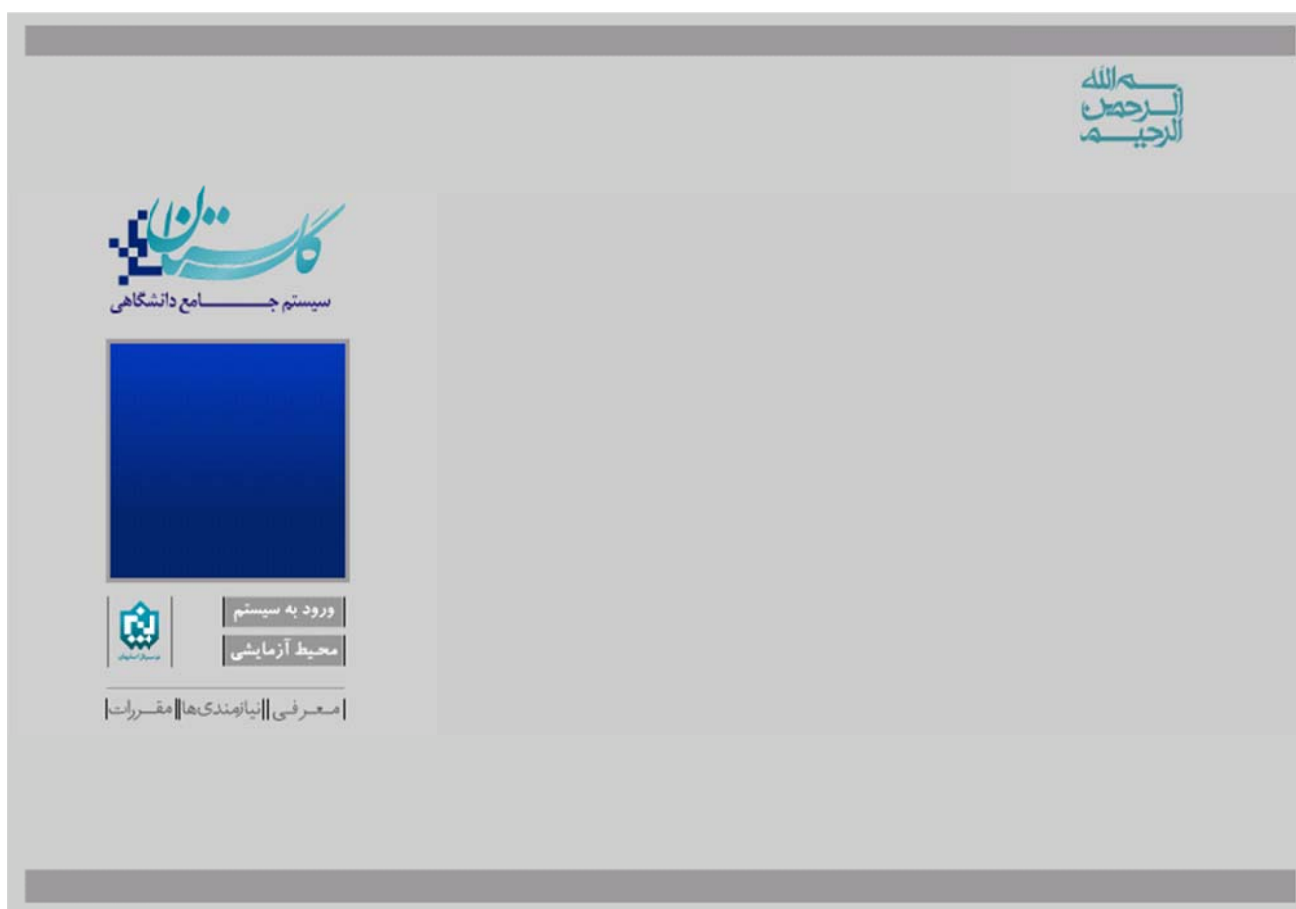 بسم الله
الرحمن
الرحیم
گلستان
سیستم جامع دانشگاهی
ورود به سیستم
محیط آزمایشی
معرفی || نیازمندی‌ها || مقررات